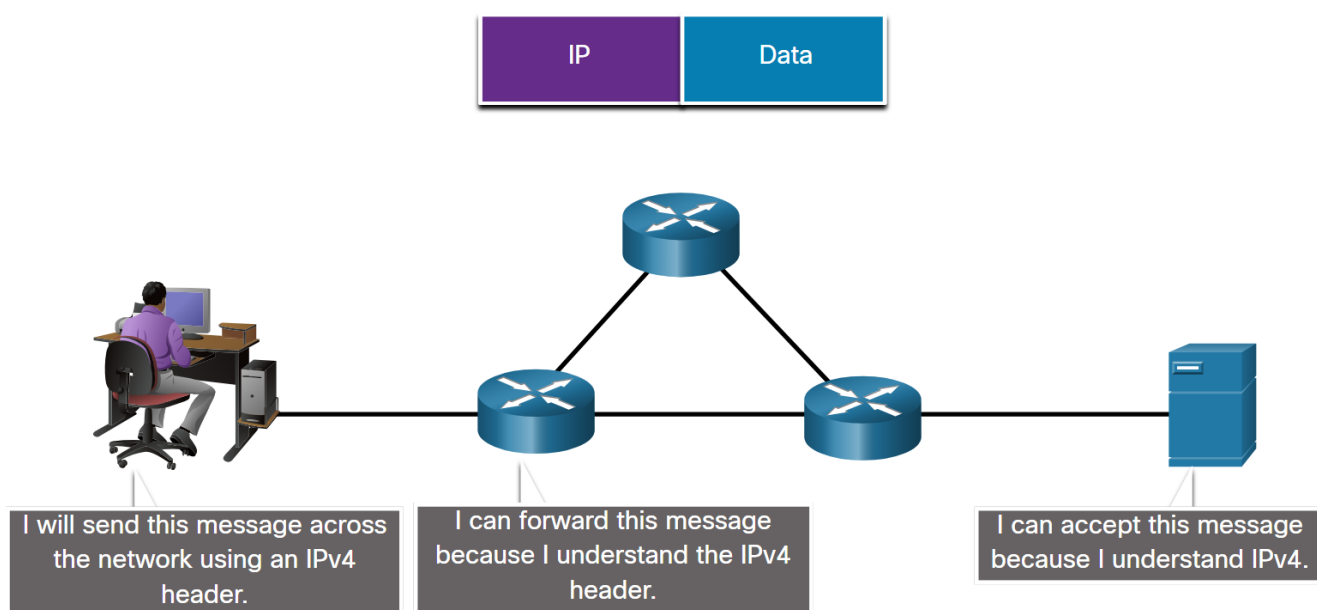 IP
Data
I will send this message across
the network using an IPv4
header.
I can forward this message
because I understand the IPv4
header.
I can accept this message
because I understand IPv4.